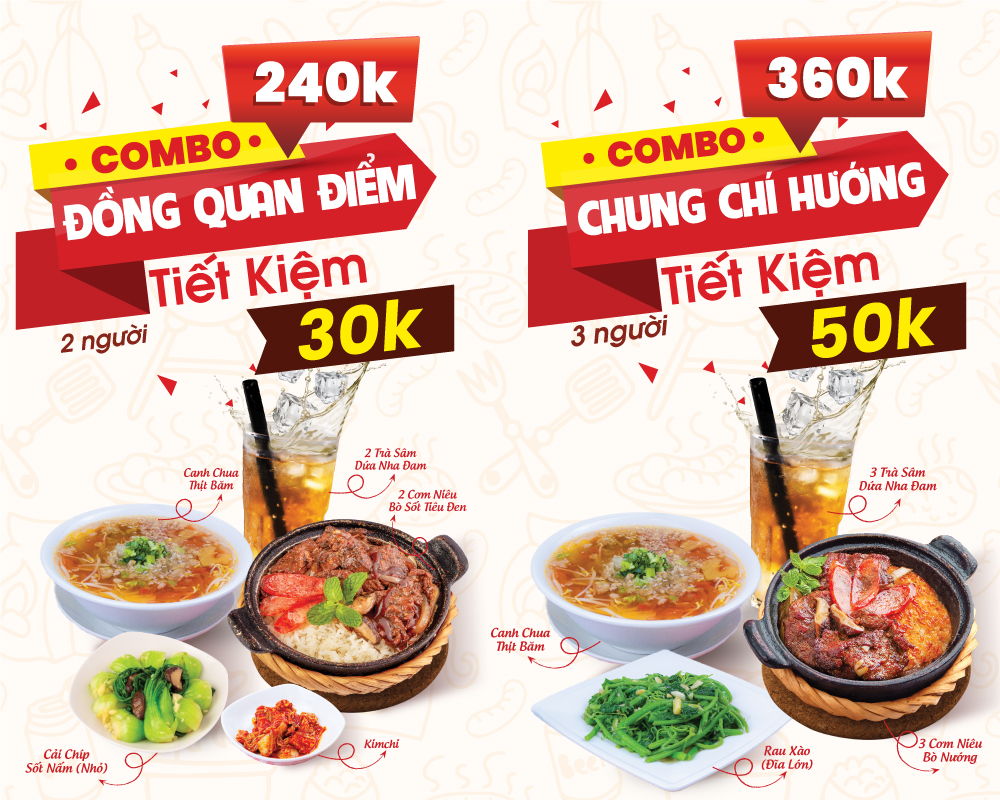 240k
• COMBO •
ĐỒNG QUAN ĐIỂM
Tiết Kiệm
2 người
30k
Canh Chua
Thịt Băm
2 Trà Sâm
Dứa Nha Đam
2 Cơm Niêu
Bò Sốt Tiêu Đen
Cải Chíp
Sốt Nấm (Nhỏ)
Kimchi
360k
• COMBO •
CHUNG CHÍ HƯỚNG
Tiết Kiệm
3 người
50k
3 Trà Sâm
Dứa Nha Đam
Canh Chua
Thịt Băm
Rau Xào
(Đĩa Lớn)
3 Cơm Niêu
Bò Nướng